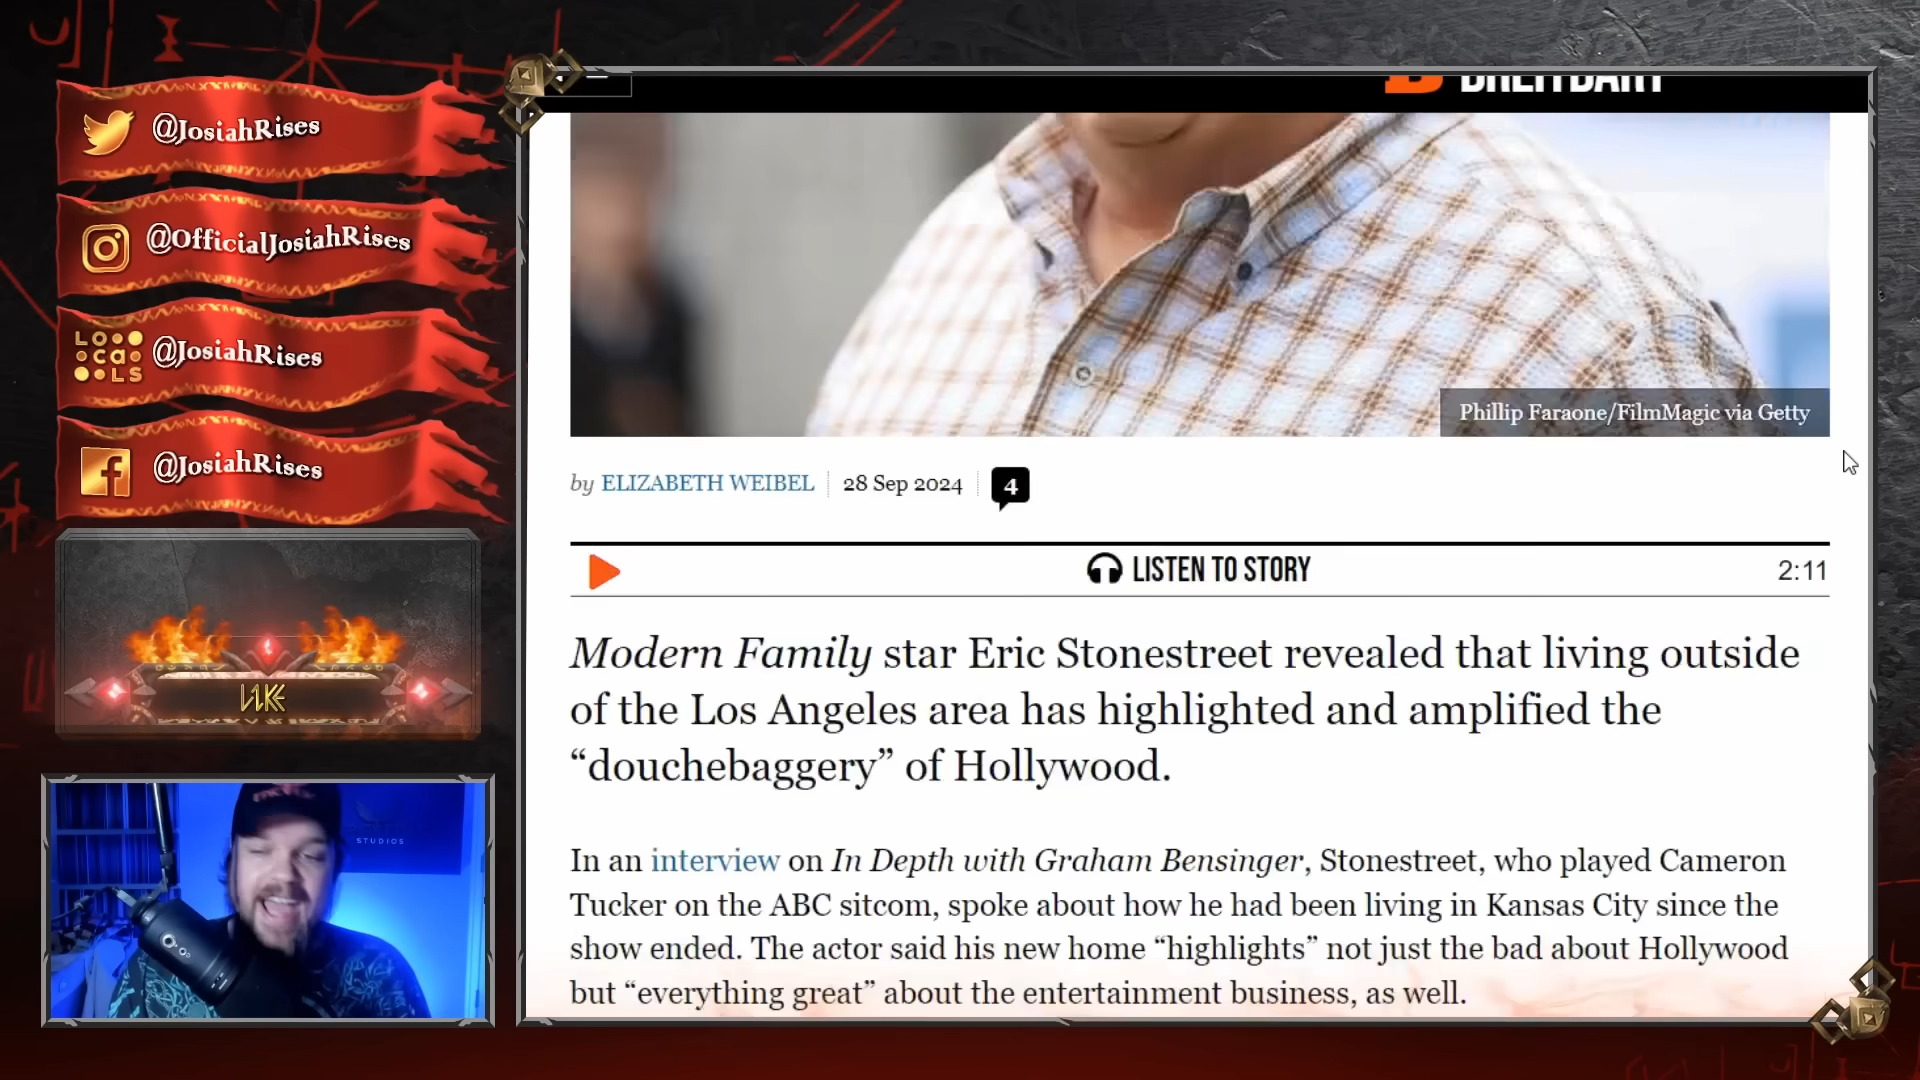 @JosiahRises
@OfficialJosiahRises
LOcaLS
@JosiahRises
@JosiahRises
STUDIOS
BREITBART
Phillip Faraone/FilmMagic via Getty
by ELIZABETH WEIBEL
28 Sep 2024
4
LISTEN TO STORY
2:11
Modern Family star Eric Stonestreet revealed that living outside
of the Los Angeles area has highlighted and amplified the
“douchebaggery” of Hollywood.
In an interview on In Depth with Graham Bensinger, Stonestreet, who played Cameron
Tucker on the ABC sitcom, spoke about how he had been living in Kansas City since the
show ended. The actor said his new home “highlights” not just the bad about Hollywood
but “everything great” about the entertainment business, as well.